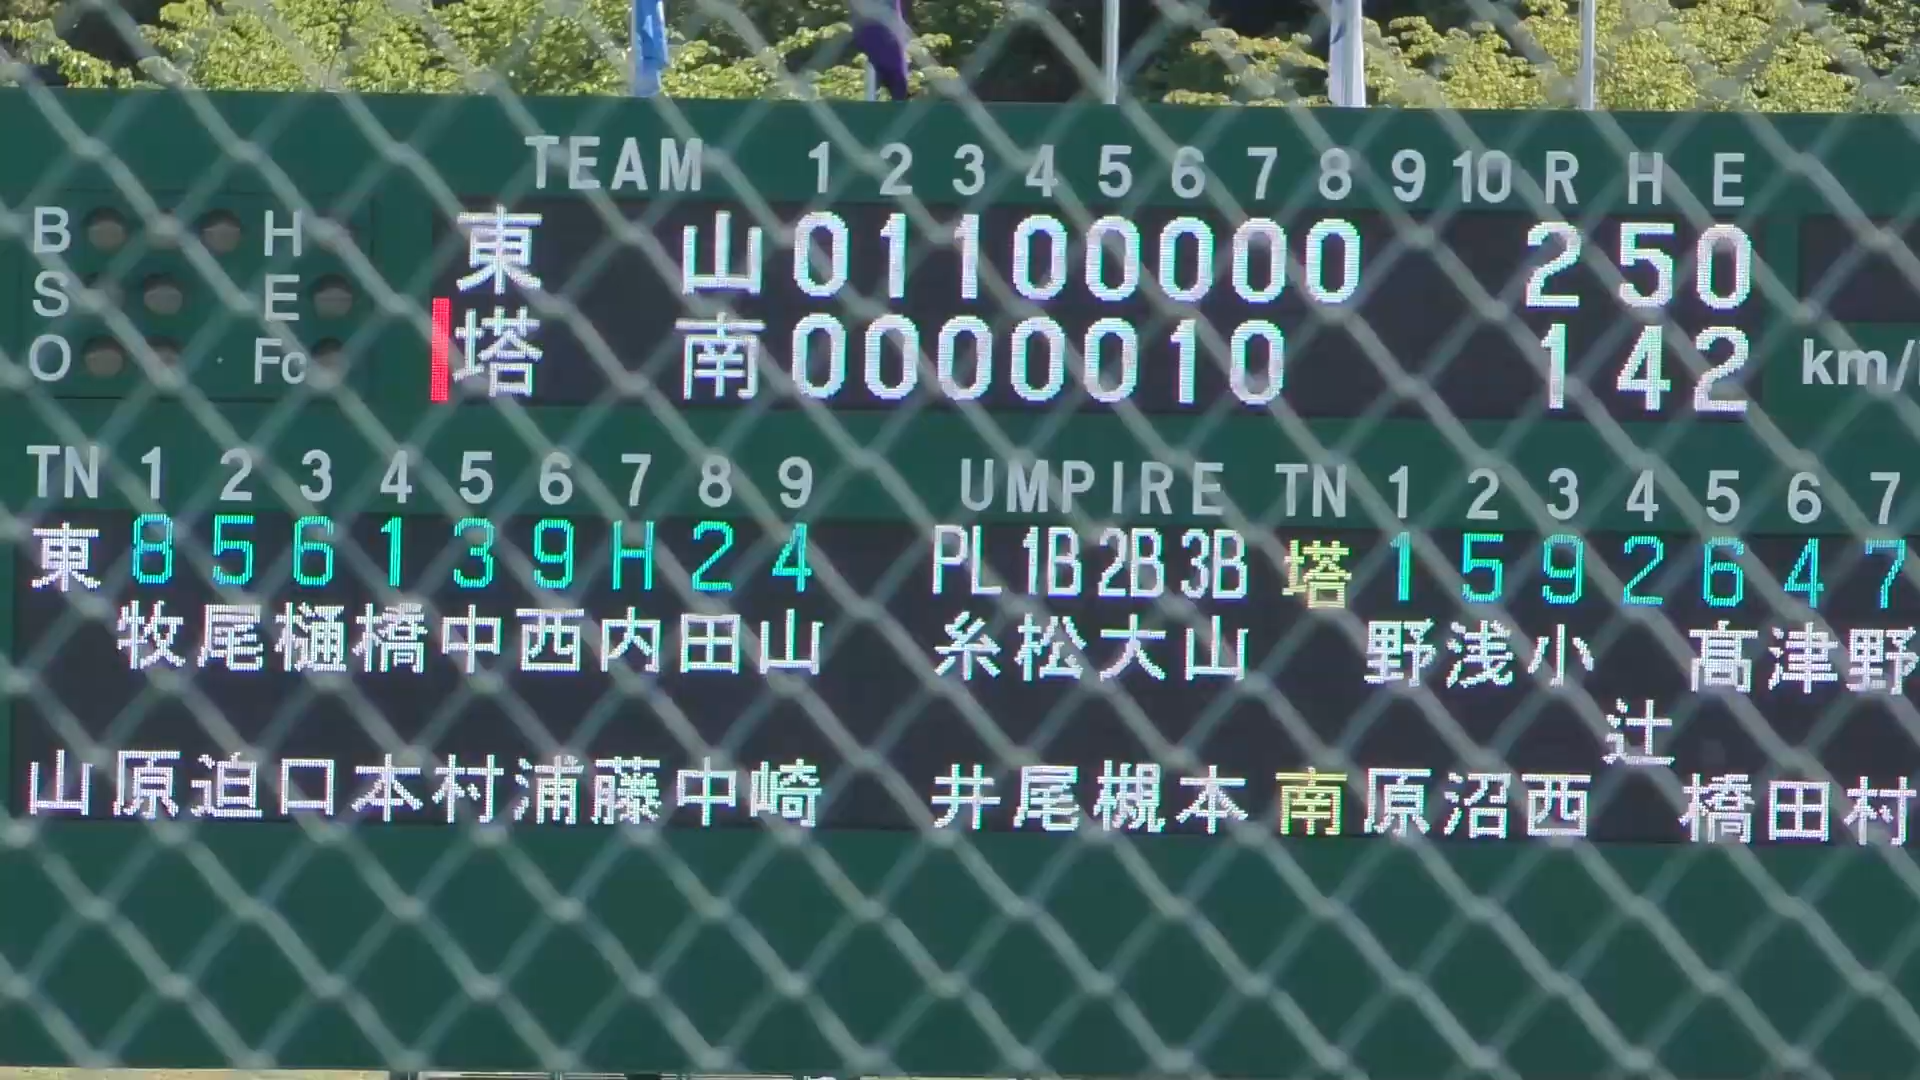 TEAM 1 2 3 4 5 6 7 8 9 10 R H E
B H
東山 0 1 1 0 0 0 0 0 2 5 0
S E
塔南 0 0 0 0 0 1 0 1 4 2
O Fc
km/
TN 1 2 3 4 5 6 7 8 9 UMPIRE TN 1 2 3 4 5 6 7
東 8 5 6 1 3 9 H 2 4 PL 1B 2B 3B 塔 1 5 9 2 6 4 7
牧 尾 樋 橋 中 西 内 田 山 糸 松 大 山 野 浅 小 髙 津 野
辻
山 原 迫 口 本 村 浦 藤 中 崎 井 尾 槻 本 南 原 沼 西 橋 田 村